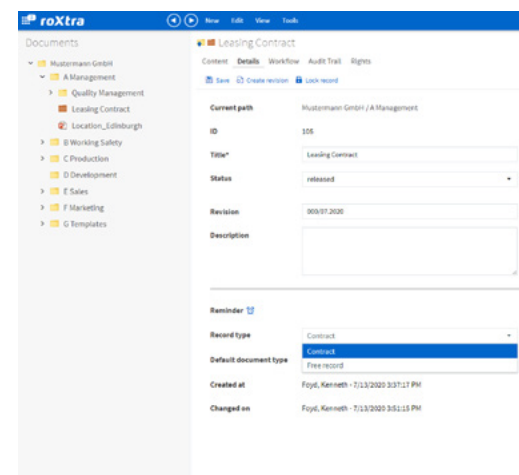 roXtra
New Edit View Tools
Documents
Mustermann GmbH
A Management
Quality Management
Leasing Contract
Location_Edinburgh
B Working Safety
C Production
D Development
E Sales
F Marketing
G Templates
Leasing Contract
Content Details Workflow Audit Trail Rights
Save Create revision Lock record
Current path Mustermann GmbH / A Management
ID 105
Title* Leasing Contract
Status released
Revision 000/07.2020
Description
Reminder
Record type Contract
Contract
Default document type Free record
Created at Foyd, Kenneth - 7/13/2020 3:37:17 PM
Changed on Foyd, Kenneth - 7/13/2020 3:51:15 PM